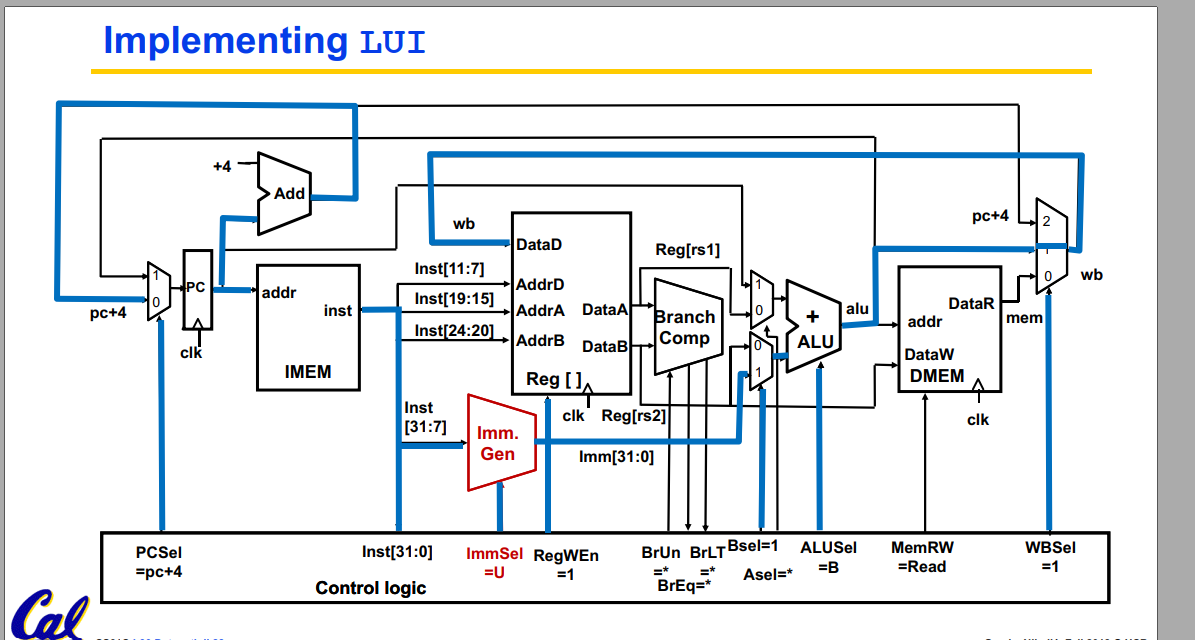 Implementing LUI
+4
Add
wb
pc+4
2
1
0
wb
1
0
pc+4
PC
clk
addr
inst
IMEM
Inst[11:7]
Inst[19:15]
Inst[24:20]
DataD
AddrD
AddrA
AddrB
DataA
DataB
Reg [ ]
clk
Reg[rs1]
Reg[rs2]
Branch
Comp
1
0
0
1
+
ALU
alu
addr
DataR
DataW
DMEM
mem
clk
Inst
[31:7]
Imm.
Gen
Imm[31:0]
PCSel
=pc+4
Inst[31:0]
ImmSel
=U
RegWEn
=1
BrUn
=*
BrEq=*
BrLT
=*
Bsel=1
Asel=*
ALUSel
=B
MemRW
=Read
WBSel
=1
Control logic
Cal